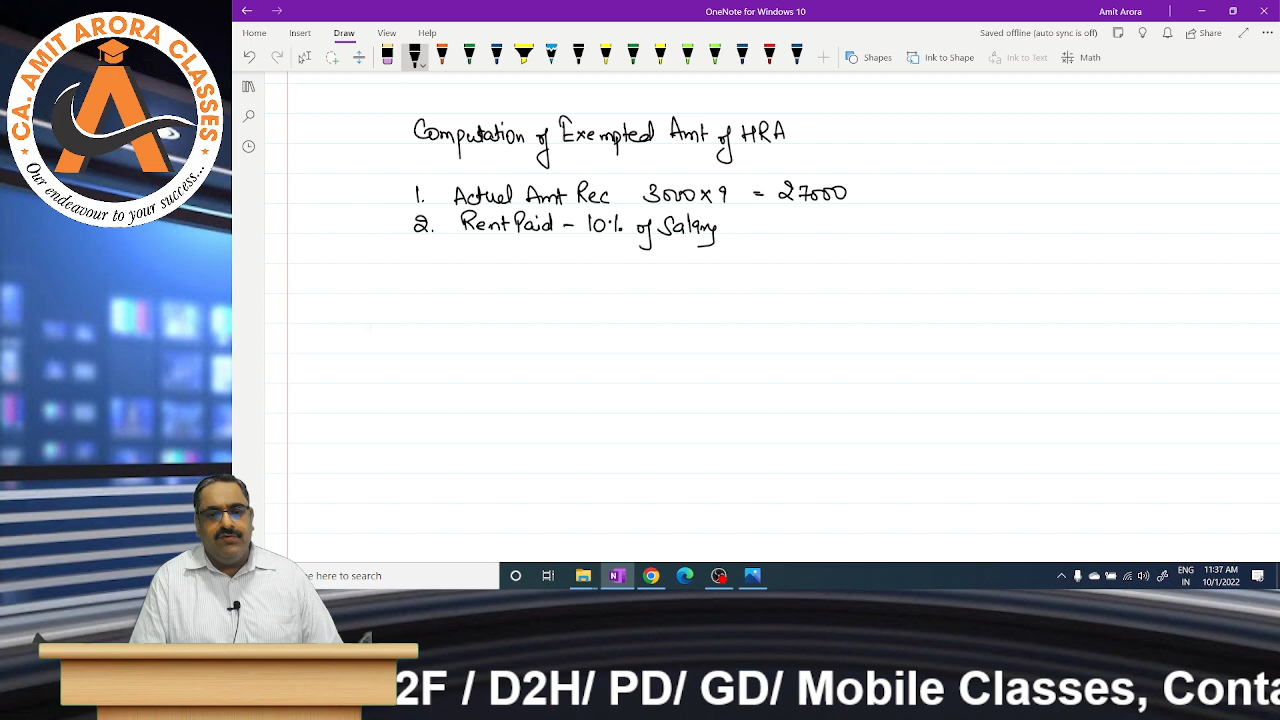 OneNote for Windows 10
Amit Arora
Home Insert Draw View Help
Saved offline (auto sync is off)
Share
Shapes
Ink to Shape
Ink to Text
Math
CA. AMIT ARORA CLASSES
Our endeavour to your success...
Computation of Exempted Amt of HRA
1. Actual Amt Rec 3000 x 9 = 27000
2. Rent Paid - 10% of Salary
here to search
ENG
IN
11:37 AM
10/1/2022
2F / D2H/ PD/ GD/ Mobile Classes, Conta